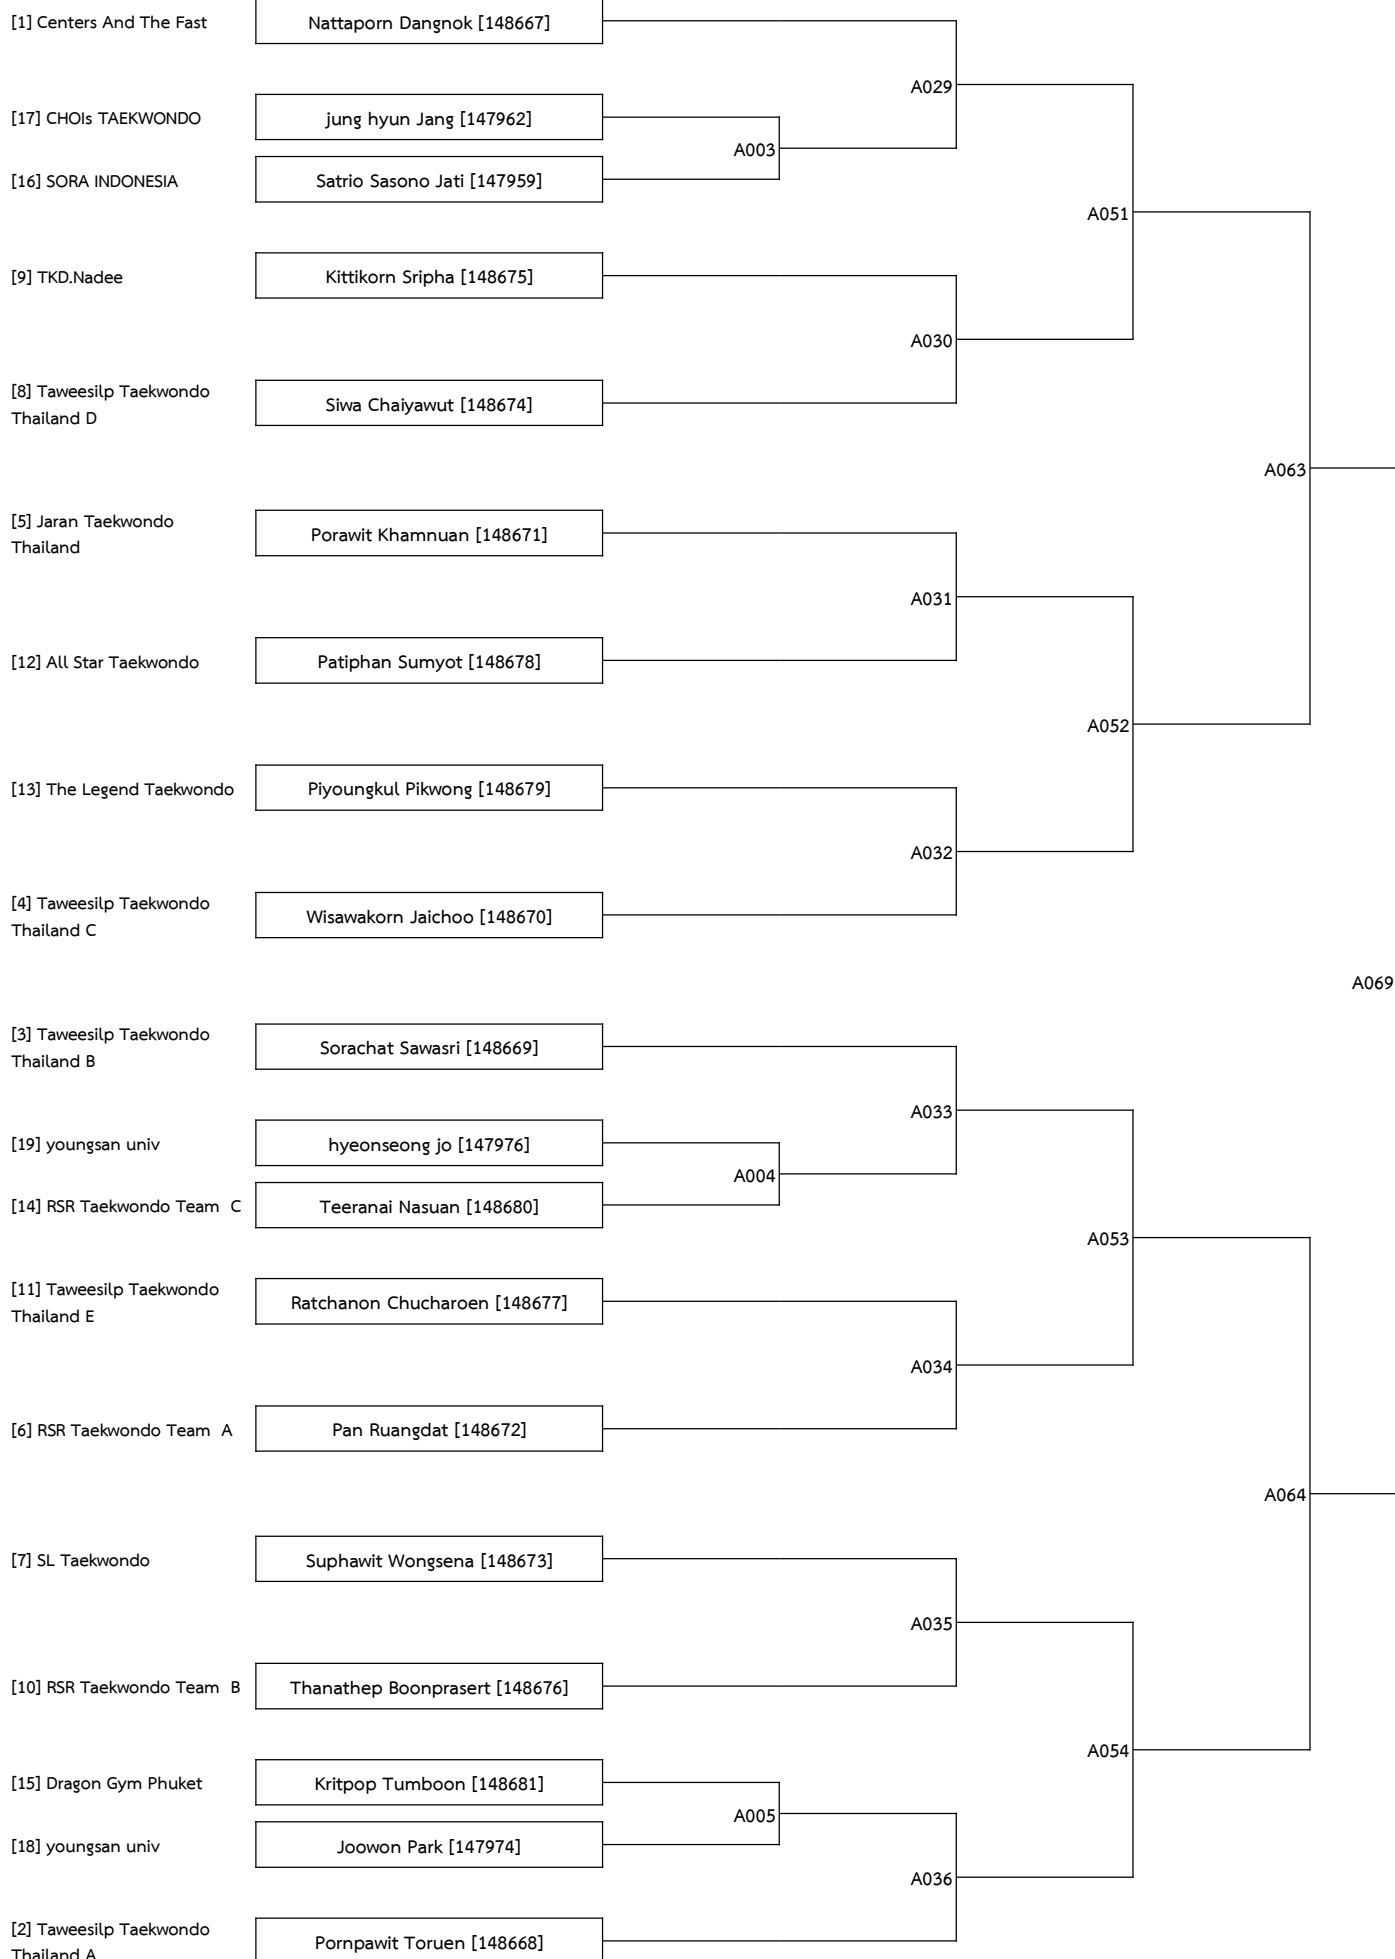 [1] Centers And The Fast
Nattaporn Dangnok [148667]
A029
[17] CHOIs TAEKWONDO
jung hyun Jang [147962]
A003
[16] SORA INDONESIA
Satrio Sasono Jati [147959]
A051
[9] TKD.Nadee
Kittikorn Sripha [148675]
A030
[8] Taweesilp Taekwondo
Thailand D
Siwa Chaiyawut [148674]
A063
[5] Jaran Taekwondo
Thailand
Porawit Khamnuan [148671]
A031
[12] All Star Taekwondo
Patiphan Sumyot [148678]
A052
[13] The Legend Taekwondo
Piyoungkul Pikwong [148679]
A032
[4] Taweesilp Taekwondo
Thailand C
Wisawakorn Jaichoo [148670]
A069
[3] Taweesilp Taekwondo
Thailand B
Sorachat Sawasri [148669]
A033
[19] youngsan univ
hyeonseong jo [147976]
A004
[14] RSR Taekwondo Team  C
Teeranai Nasuan [148680]
A053
[11] Taweesilp Taekwondo
Thailand E
Ratchanon Chucharoen [148677]
A034
[6] RSR Taekwondo Team  A
Pan Ruangdat [148672]
A064
[7] SL Taekwondo
Suphawit Wongsena [148673]
A035
[10] RSR Taekwondo Team  B
Thanathep Boonprasert [148676]
A054
[15] Dragon Gym Phuket
Kritpop Tumboon [148681]
A005
[18] youngsan univ
Joowon Park [147974]
A036
[2] Taweesilp Taekwondo
Thailand A
Pornpawit Toruen [148668]